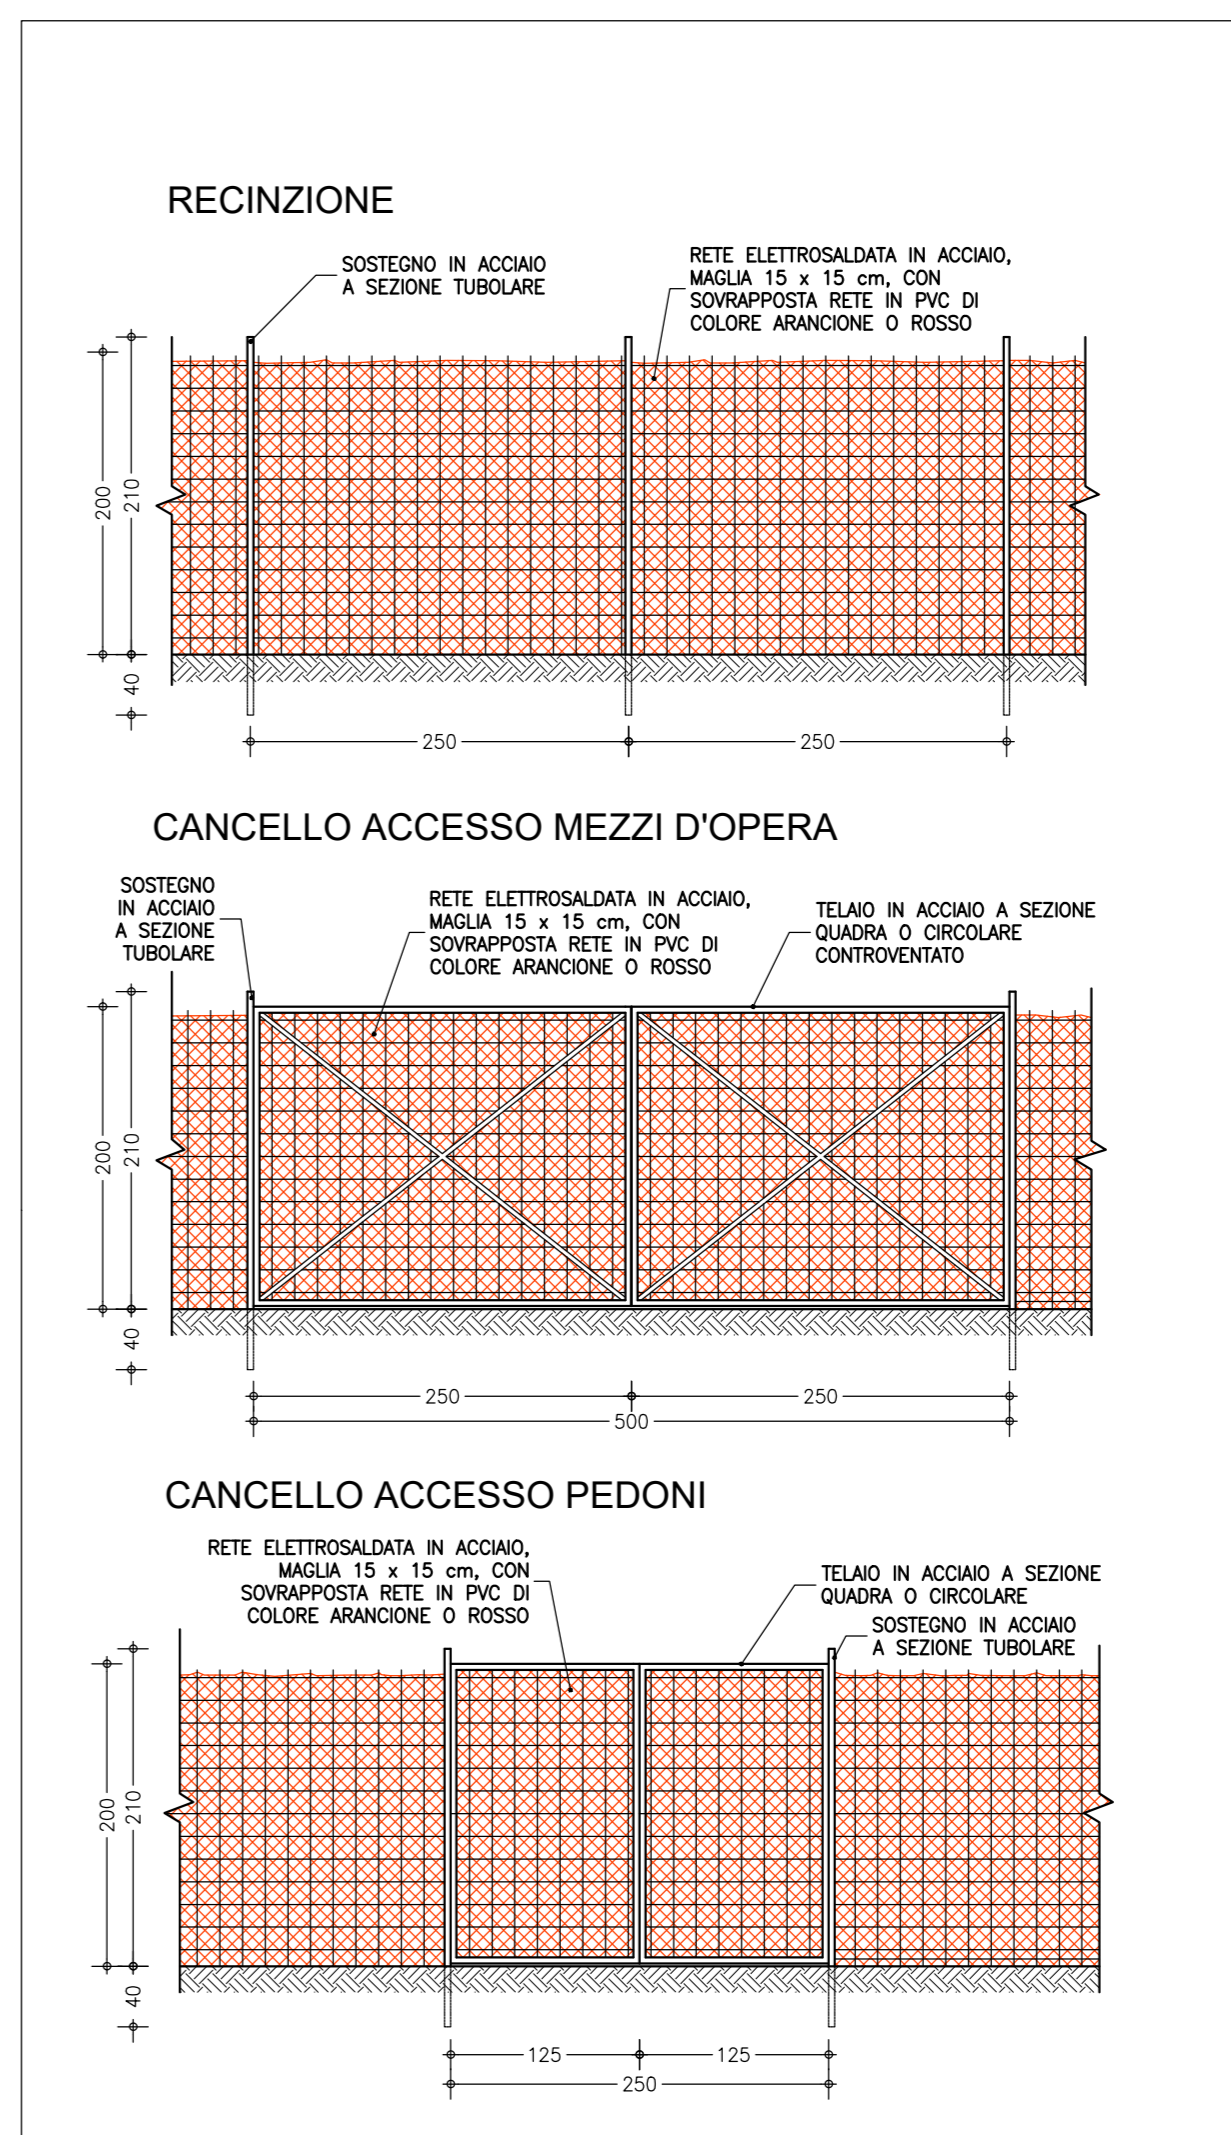 RECINZIONE
SOSTEGNO IN ACCIAIO
A SEZIONE TUBOLARE
RETE ELETTROSALDATA IN ACCIAIO,
MAGLIA 15 x 15 cm, CON
SOVRAPPOSTA RETE IN PVC DI
COLORE ARANCIONE O ROSSO
200
210
40
250
250
CANCELLO ACCESSO MEZZI D'OPERA
SOSTEGNO
IN ACCIAIO
A SEZIONE
TUBOLARE
RETE ELETTROSALDATA IN ACCIAIO,
MAGLIA 15 x 15 cm, CON
SOVRAPPOSTA RETE IN PVC DI
COLORE ARANCIONE O ROSSO
TELAIO IN ACCIAIO A SEZIONE
QUADRA O CIRCOLARE
CONTROVENTATO
200
210
40
250
250
500
CANCELLO ACCESSO PEDONI
RETE ELETTROSALDATA IN ACCIAIO,
MAGLIA 15 x 15 cm, CON
SOVRAPPOSTA RETE IN PVC DI
COLORE ARANCIONE O ROSSO
TELAIO IN ACCIAIO A SEZIONE
QUADRA O CIRCOLARE
SOSTEGNO IN ACCIAIO
A SEZIONE TUBOLARE
200
210
40
125
125
250